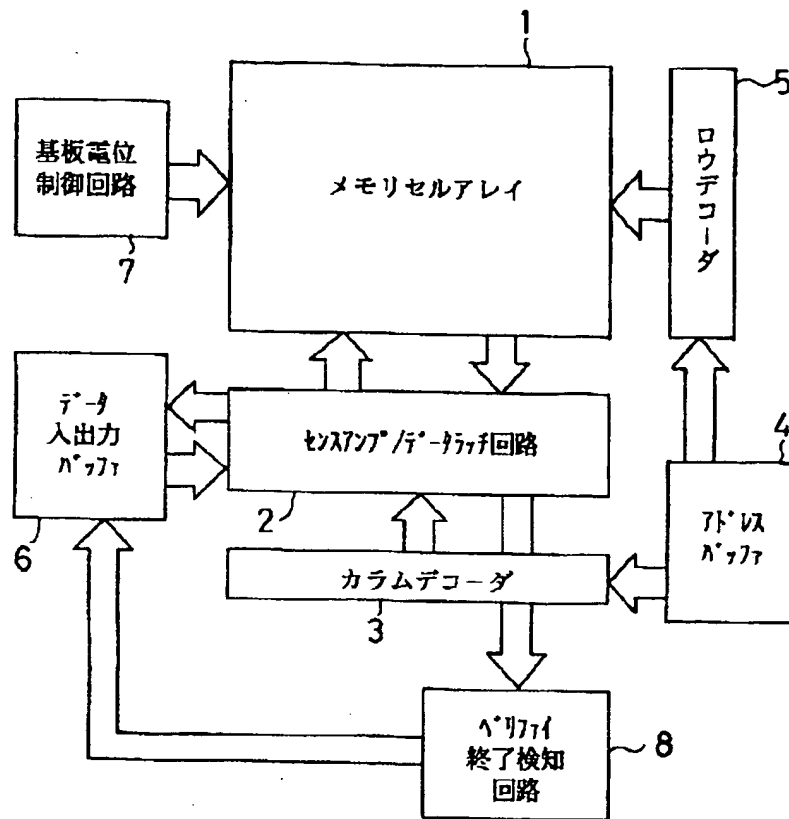 1
5
基板電位
制御回路
7
メモリセルアレイ
ロウデコーダ
データ
入出力
バッファ
6
センスアンプ/データラッチ回路
2
4
アドレス
バッファ
カラムデコーダ
3
ベリファイ
終了検知
回路
8